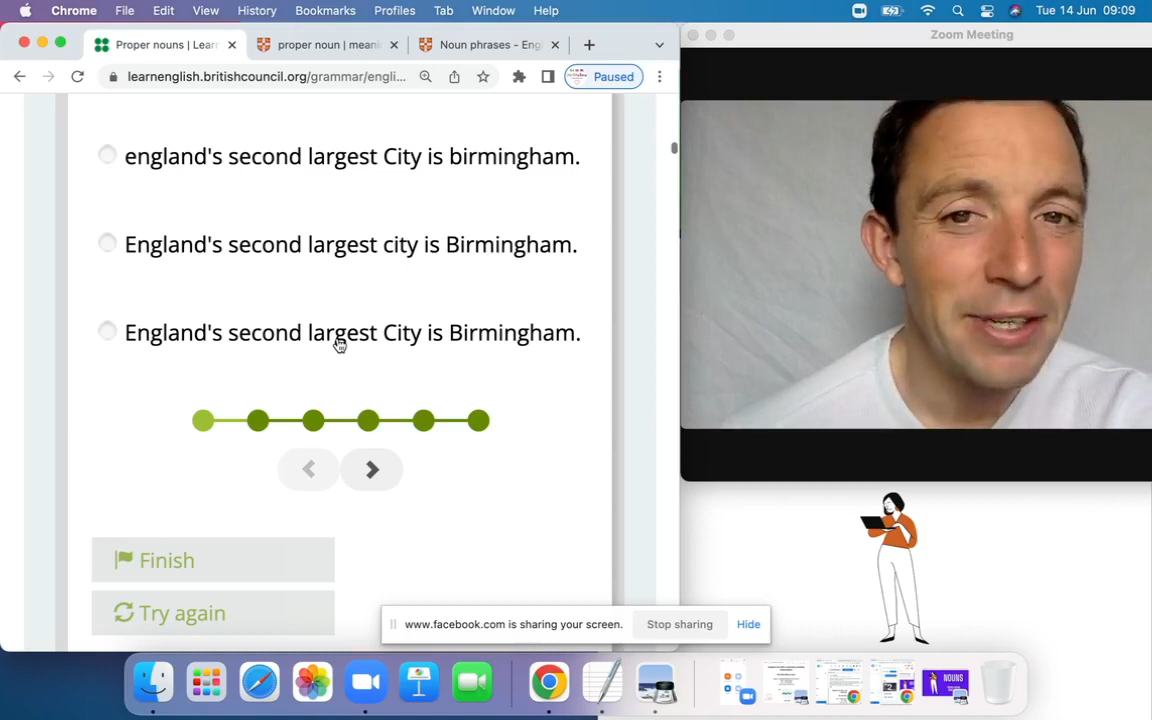 Chrome File Edit View History Bookmarks Profiles Tab Window Help
Tue 14 Jun 09:09
Proper nouns | Lear
proper noun | meani
Noun phrases - Eng
Zoom Meeting
learnenglish.britishcouncil.org/grammar/engli...
Paused
england's second largest City is birmingham.
England's second largest city is Birmingham.
England's second largest City is Birmingham.
Finish
Try again
www.facebook.com is sharing your screen.
Stop sharing
Hide
NOUNS